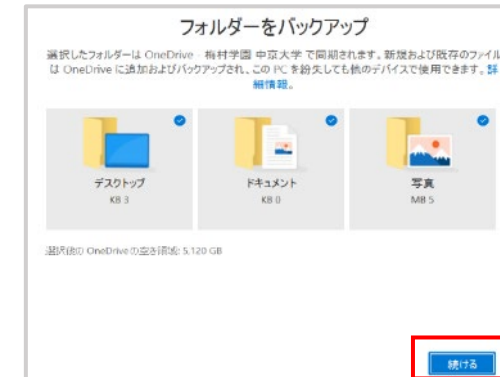 フォルダーをバックアップ
選択したフォルダーは OneDrive - 梅村学園 中京大学 で同期されます。新規および既存のファイル
は OneDrive に追加およびバックアップされ、この PC を紛失しても他のデバイスで使用できます。詳
細情報。
デスクトップ
KB 3
ドキュメント
KB 0
写真
MB 5
選択後の OneDrive の空き領域: 5,120 GB
続ける